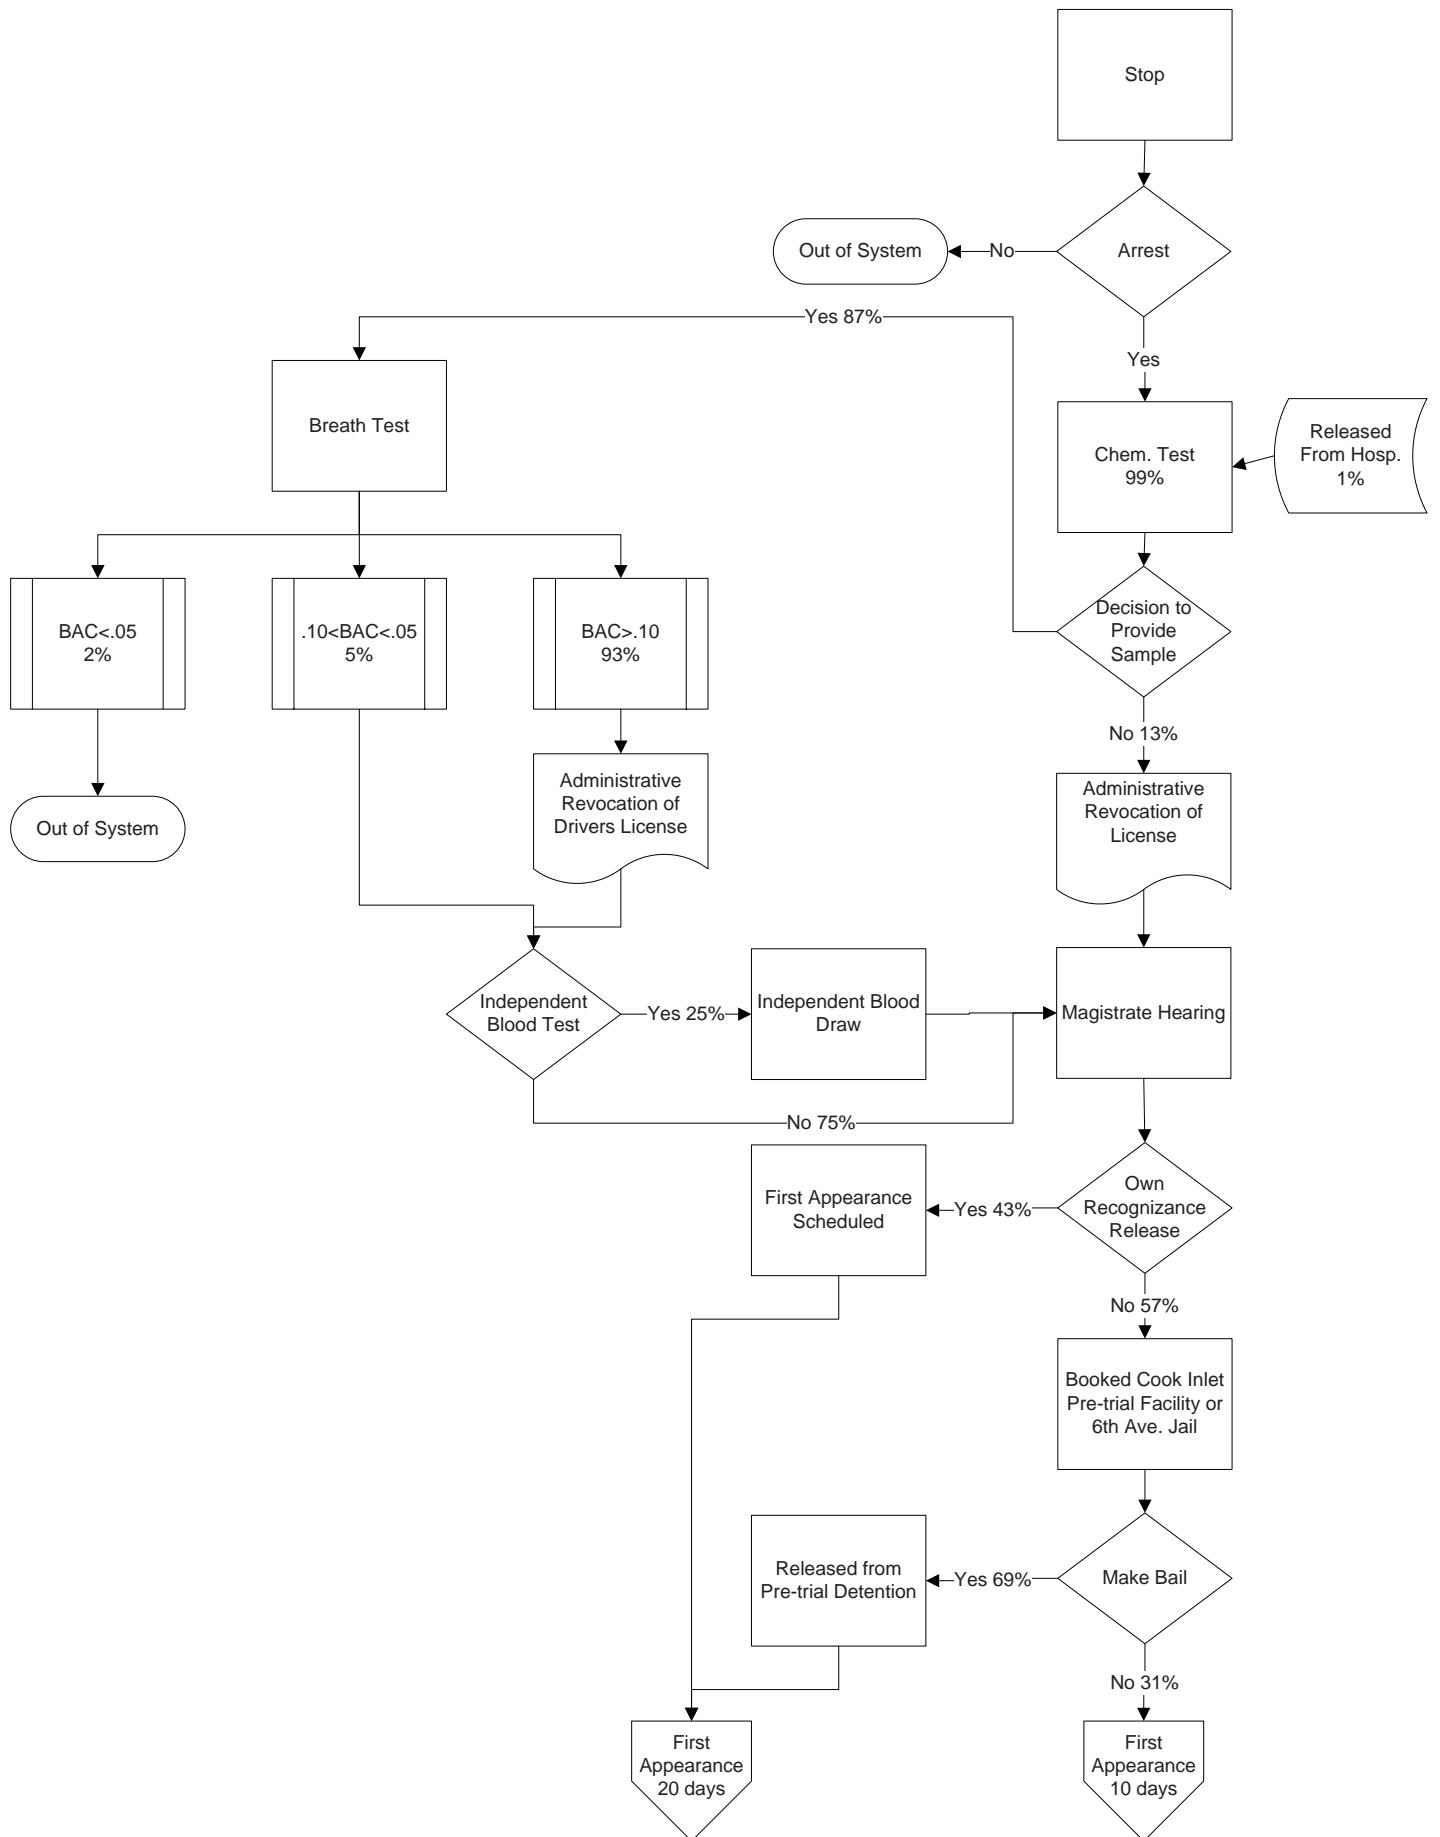 Stop
Arrest
No
Out of System
Yes 87%
Yes
Breath Test
Chem. Test
99%
Released
From Hosp.
1%
BAC<.05
2%
.10<BAC<.05
5%
BAC>.10
93%
Decision to
Provide
Sample
No 13%
Out of System
Administrative
Revocation of
Drivers License
Administrative
Revocation of
License
Independent
Blood Test
Yes 25%
Independent Blood
Draw
Magistrate Hearing
No 75%
First Appearance
Scheduled
Yes 43%
Own
Recognizance
Release
No 57%
Booked Cook Inlet
Pre-trial Facility or
6th Ave. Jail
Released from
Pre-trial Detention
Yes 69%
Make Bail
No 31%
First
Appearance
20 days
First
Appearance
10 days